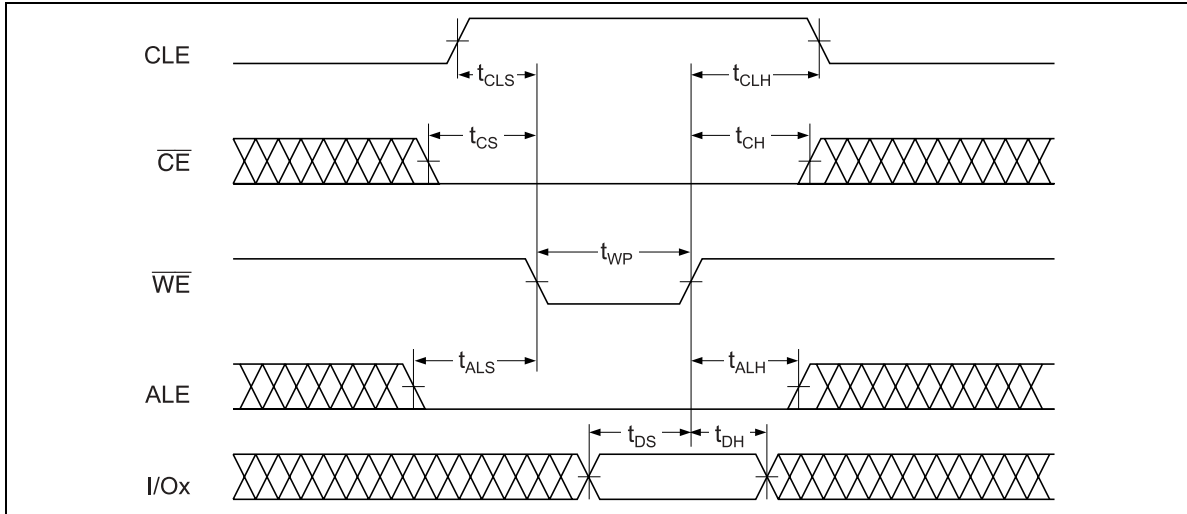 CLE
tCLS
tCLH
CE
tCS
tCH
WE
tWP
ALE
tALS
tALH
I/Ox
tDS
tDH